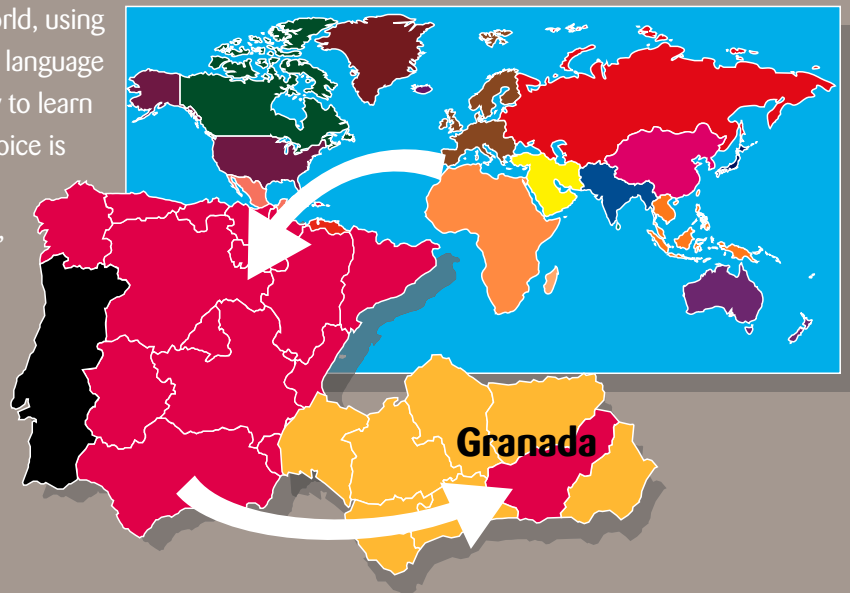 orld, using
language
to learn
oice is
,
Granada